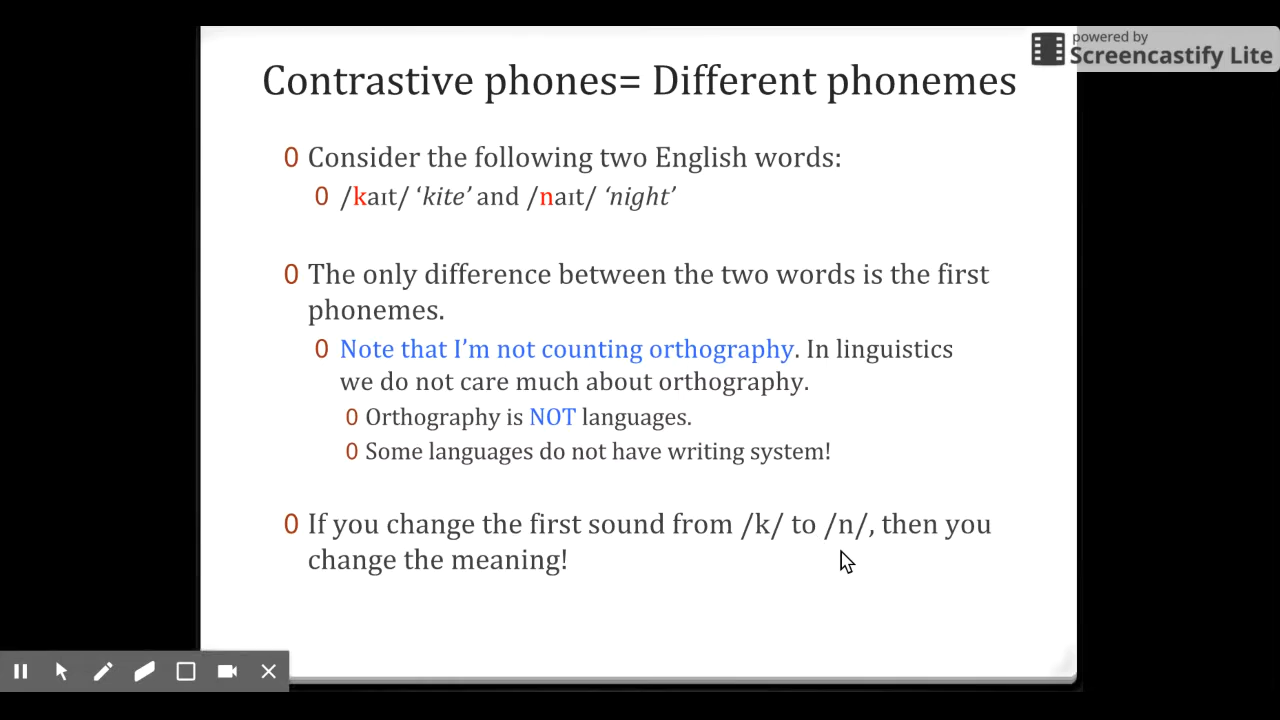 powered by
Screencastify Lite
Contrastive phones= Different phonemes
0 Consider the following two English words:
0 /kaɪt/ ‘kite’ and /naɪt/ ‘night’
0 The only difference between the two words is the first
phonemes.
0 Note that I’m not counting orthography. In linguistics
we do not care much about orthography.
0 Orthography is NOT languages.
0 Some languages do not have writing system!
0 If you change the first sound from /k/ to /n/, then you
change the meaning!